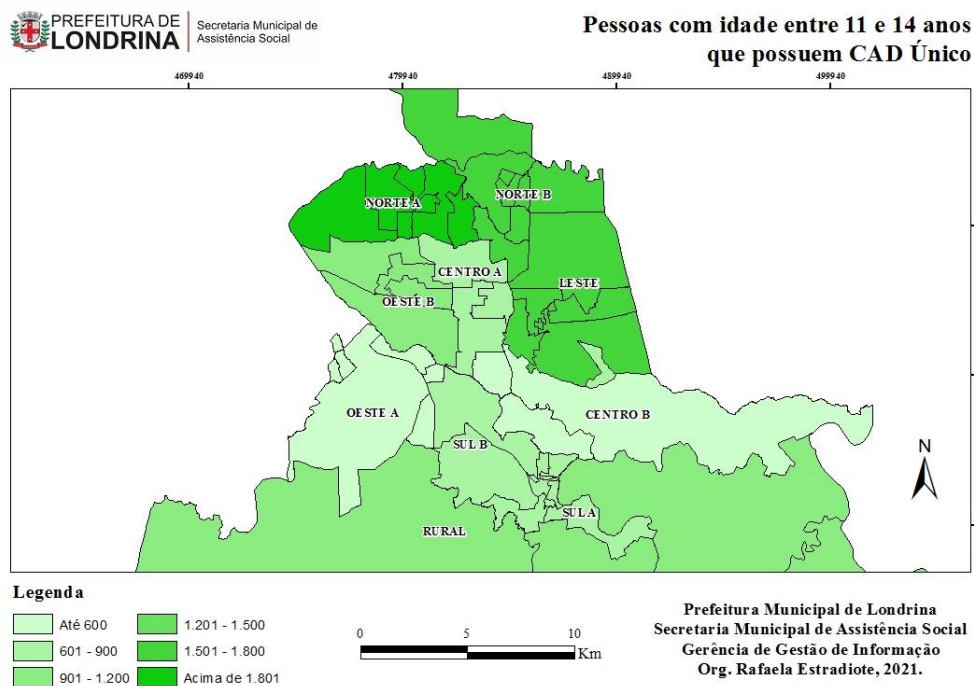 PREFEITURA DE
LONDRINA
Secretaria Municipal de
Assistência Social
Pessoas com idade entre 11 e 14 anos
que possuem CAD Único
469940
479940
489940
499940
NORTE A
NORTE B
CENTRO A
LESTE
OESTE B
OESTE A
CENTRO B
SUL B
SUL A
RURAL
N
Legenda
Até 600
601 - 900
901 - 1.200
1.201 - 1.500
1.501 - 1.800
Acima de 1.801
0 5 10
Km
Prefeitura Municipal de Londrina
Secretaria Municipal de Assistência Social
Gerência de Gestão de Informação
Org. Rafaela Estradiote, 2021.